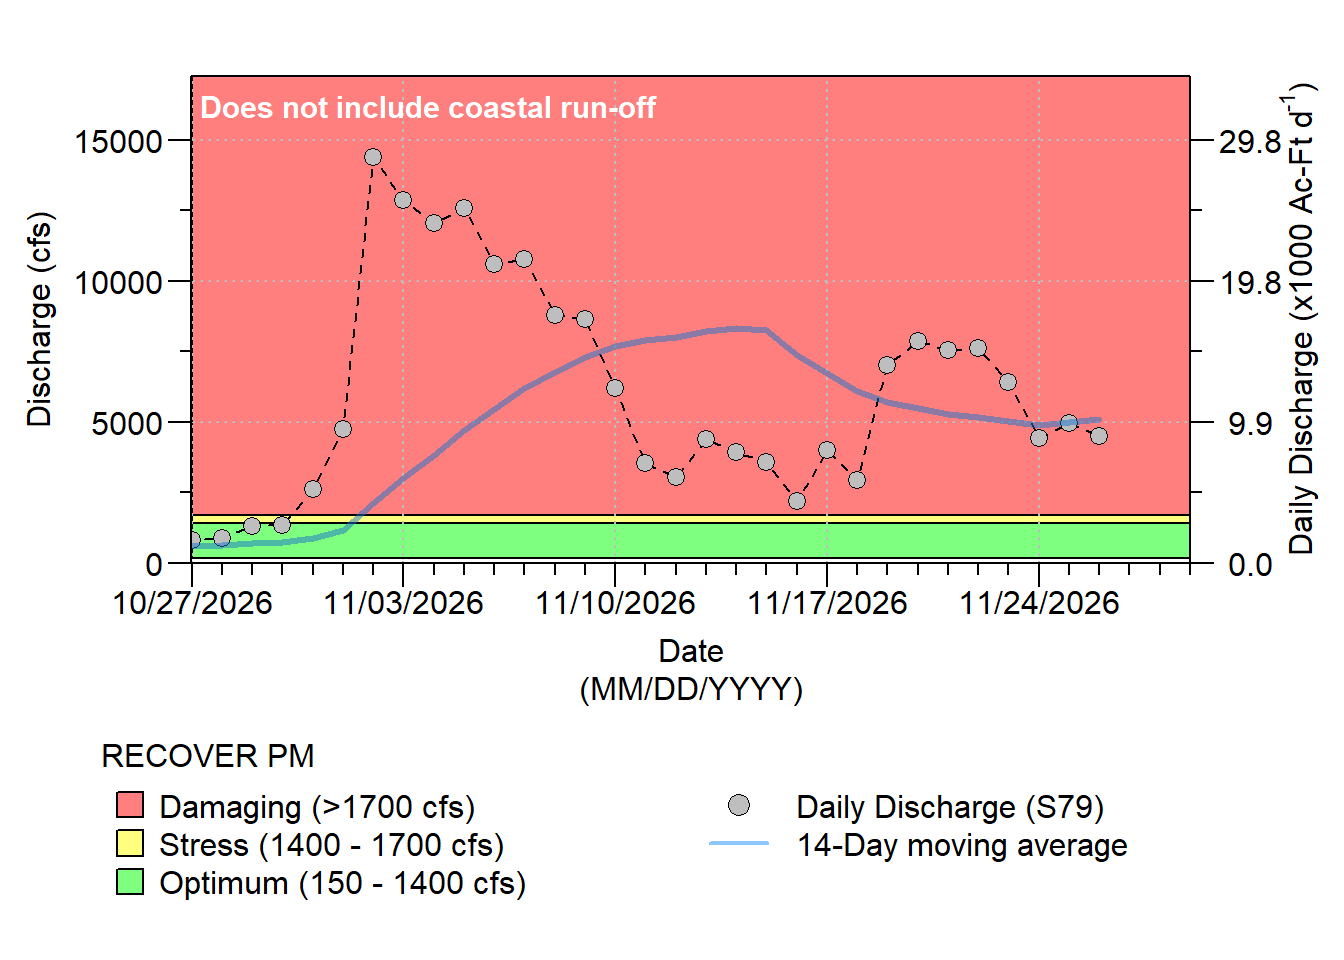 Does not include coastal run-off
15000
10000
5000
0
Discharge (cfs)
29.8
19.8
9.9
0.0
Daily Discharge (x1000 Ac-Ft d-1)
10/27/2026 11/03/2026 11/10/2026 11/17/2026 11/24/2026
Date
(MM/DD/YYYY)
RECOVER PM
Damaging (>1700 cfs)
Stress (1400 - 1700 cfs)
Optimum (150 - 1400 cfs)
Daily Discharge (S79)
14-Day moving average